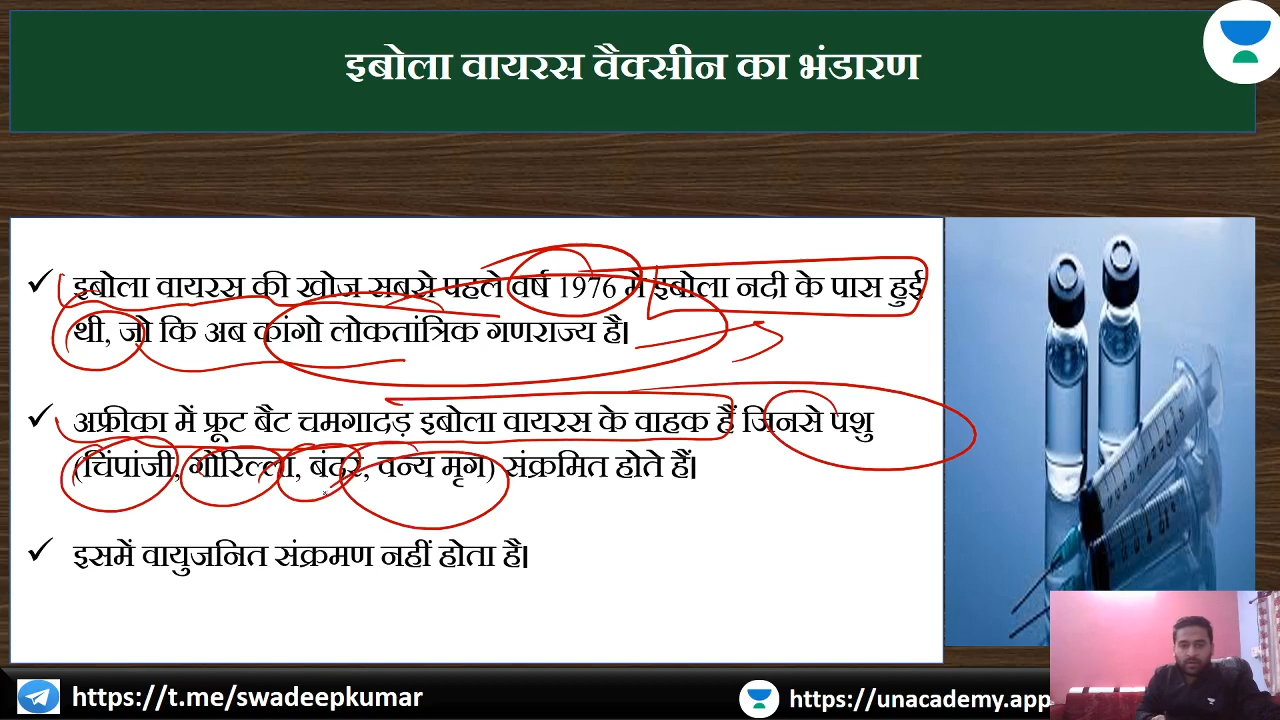 इबोला वायरस वैक्सीन का भंडारण
✓ इबोला वायरस की खोज सबसे पहले वर्ष 1976 में इबोला नदी के पास हुई
थी, जो कि अब कांगो लोकतांत्रिक गणराज्य है।
✓ अफ्रीका में फ्रूट बैट चमगादड़ इबोला वायरस के वाहक हैं जिनसे पशु
(चिंपांजी, गोरिल्ला, बंदर, वन्य मृग) संक्रमित होते हैं।
✓ इसमें वायुजनित संक्रमण नहीं होता है।
https://t.me/swadeepkumar
https://unacademy.app